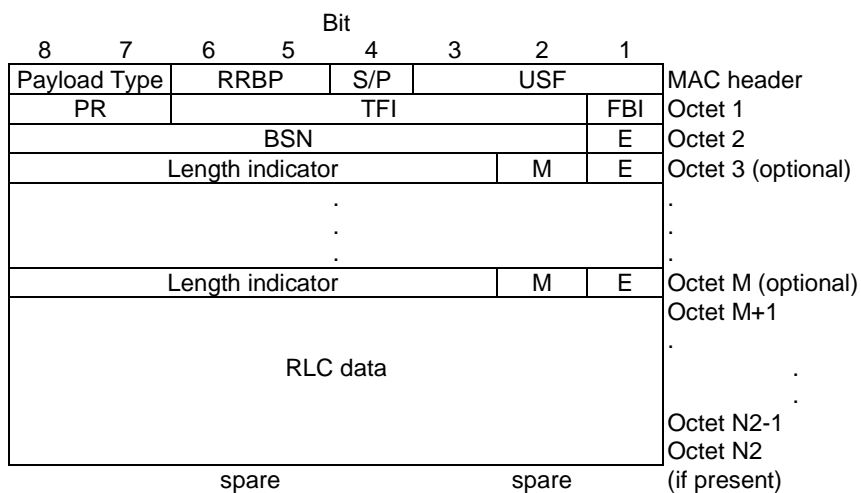 Bit
8 7 6 5 4 3 2 1
Payload Type RRBP S/P USF MAC header
PR TFI FBI Octet 1
BSN E Octet 2
Length indicator M E Octet 3 (optional)
. .
. .
. .
Length indicator M E Octet M (optional)
Octet M+1
.
RLC data .
.
Octet N2-1
Octet N2
spare spare (if present)